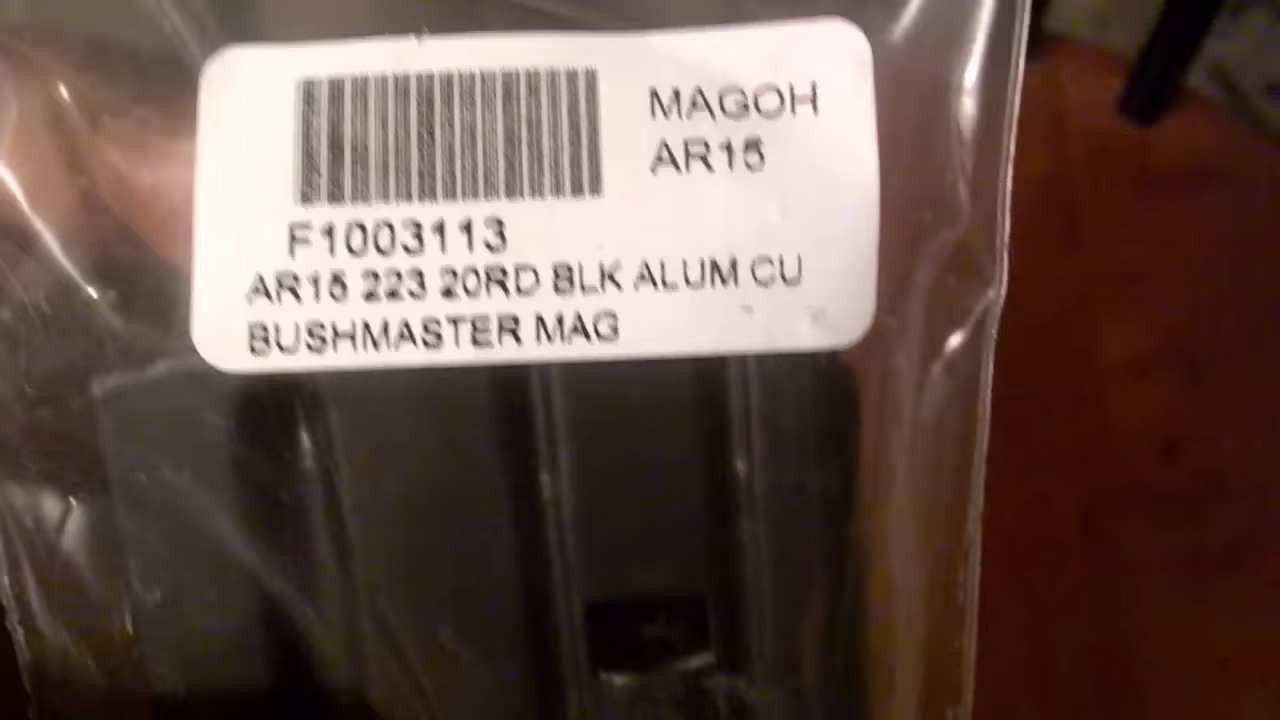 MAGOH
AR15
F1003113
AR15 223 20RD BLK ALUM CU
BUSHMASTER MAG